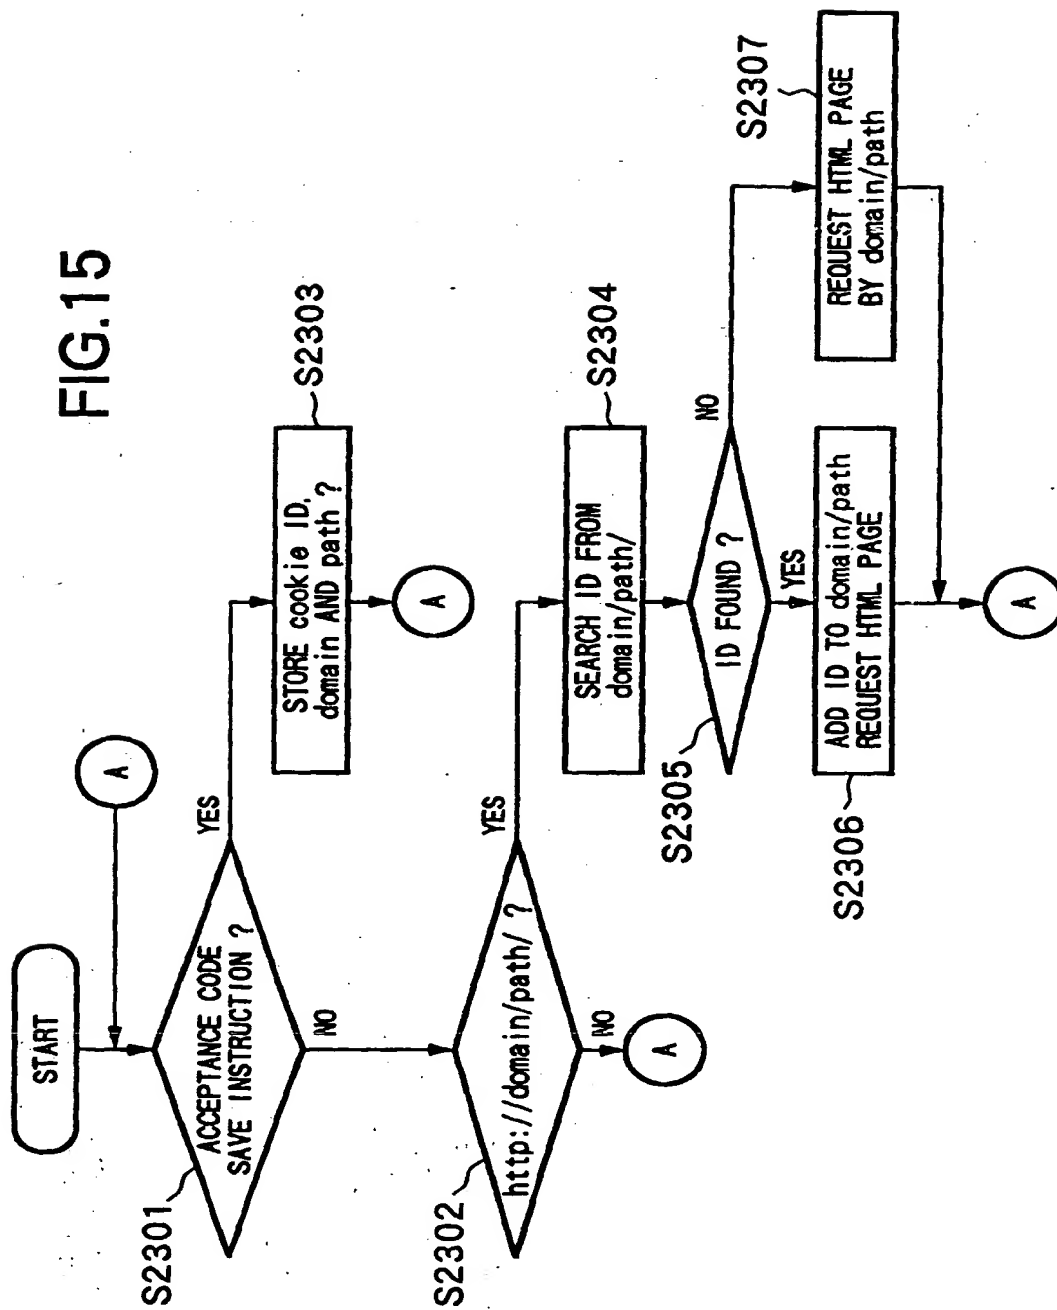 FIG.15
START
A
S2301
ACCEPTANCE CODE
SAVE INSTRUCTION ?
YES
NO
STORE cookie ID,
domain AND path ?
S2303
A
S2302
http://domain/path/ ?
YES
NO
A
SEARCH ID FROM
domain/path/
S2304
S2305
ID FOUND ?
NO
YES
S2306
ADD ID TO domain/path
REQUEST HTML PAGE
REQUEST HTML PAGE
BY domain/path
S2307
A